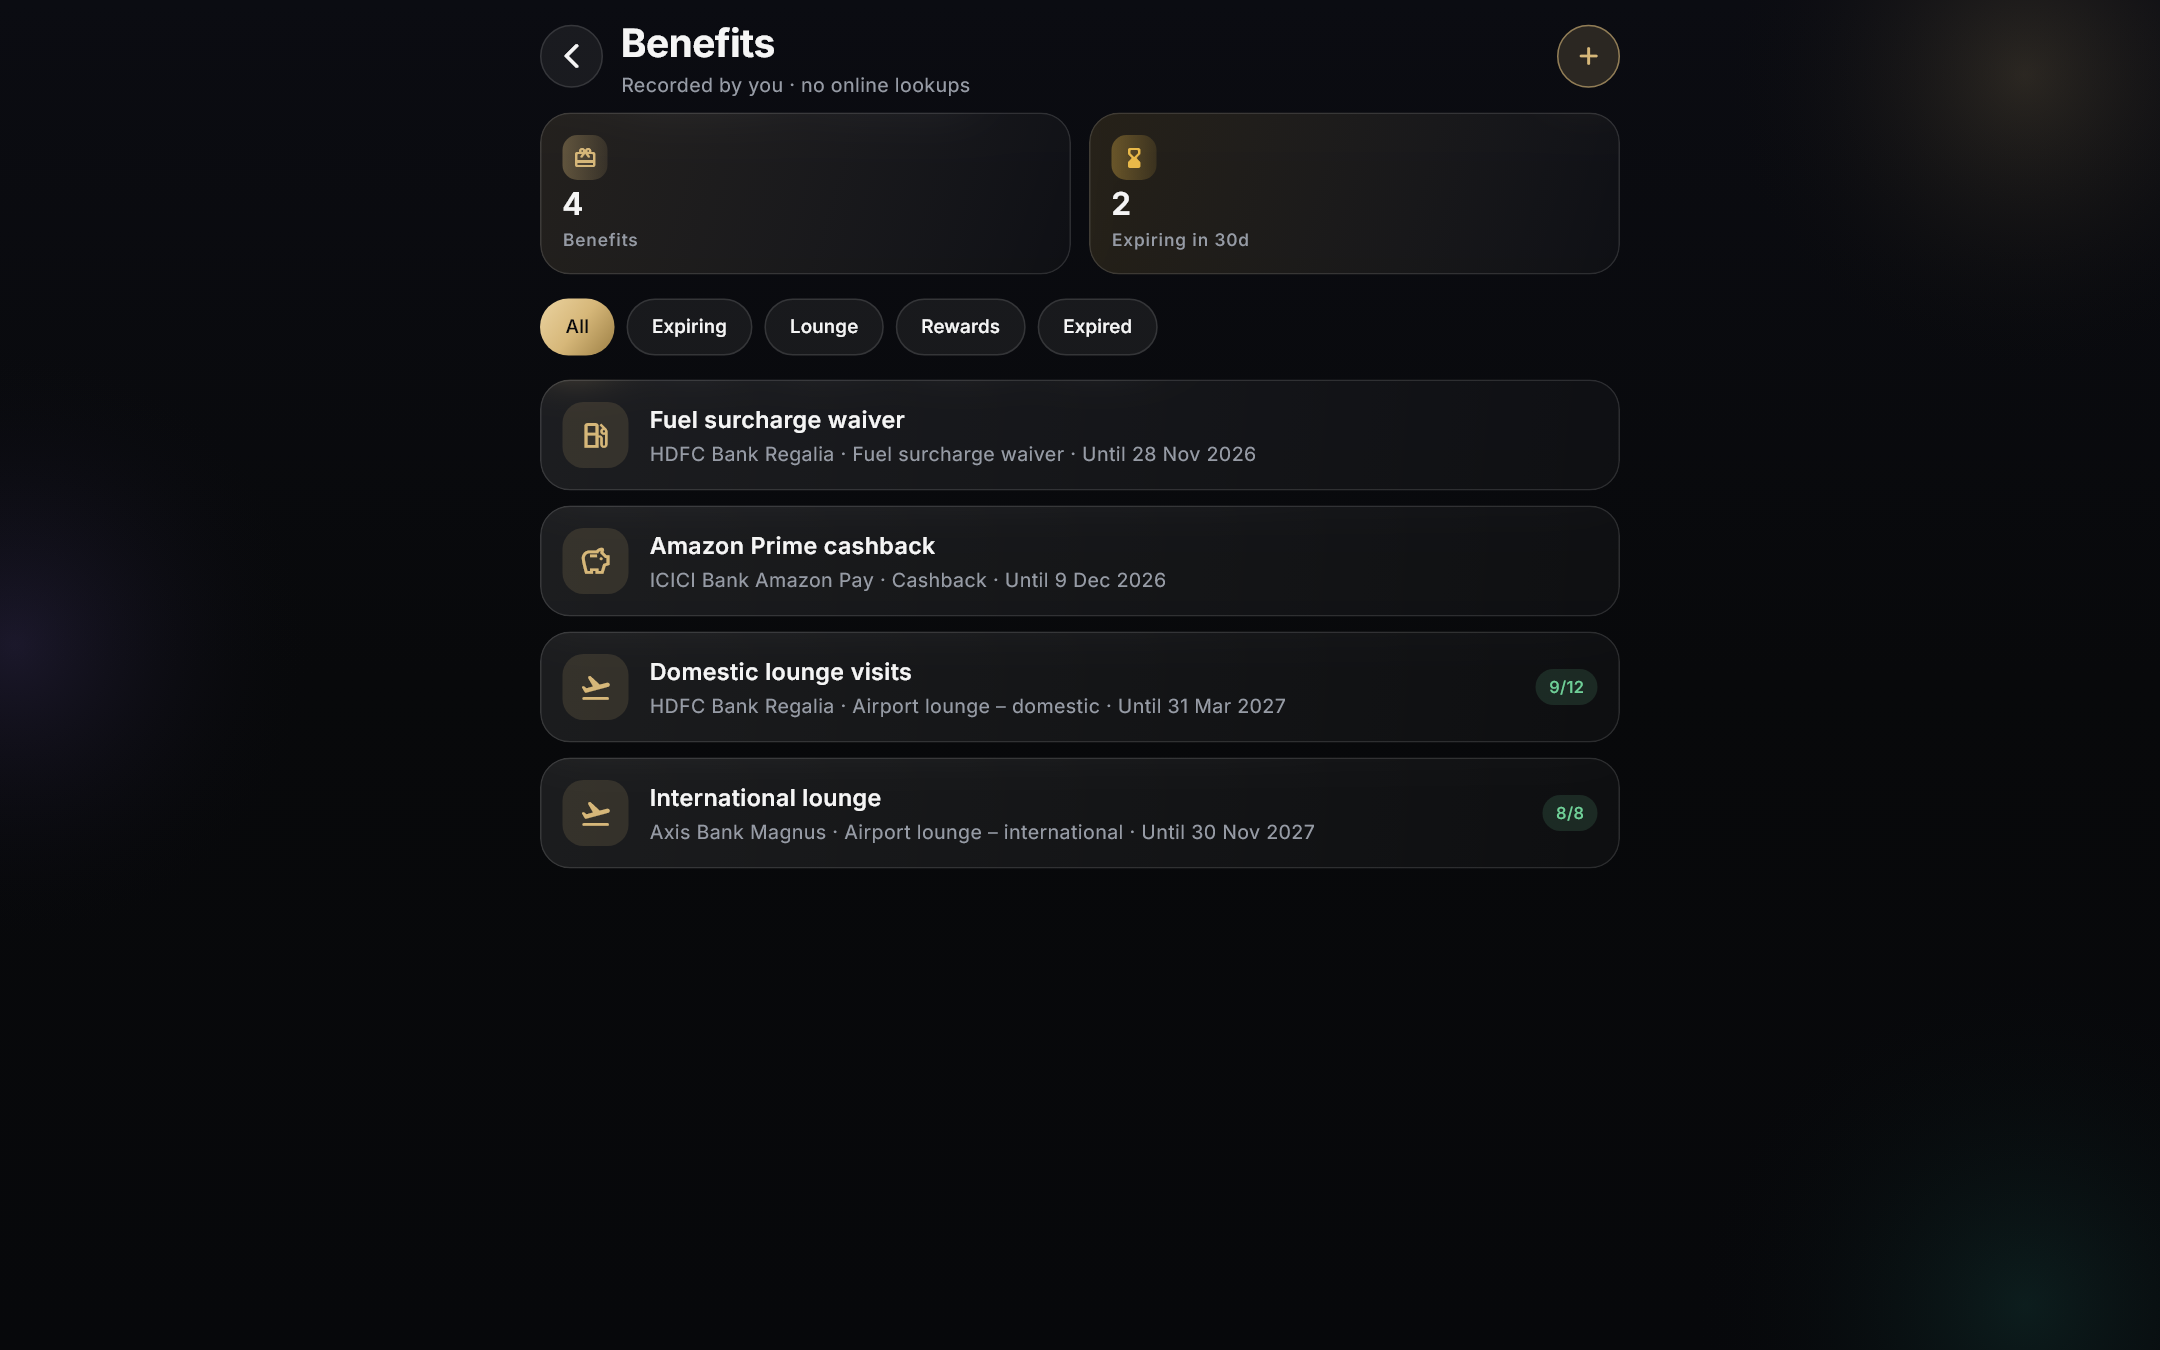 Benefits
Recorded by you · no online lookups
4
Benefits
2
Expiring in 30d
All
Expiring
Lounge
Rewards
Expired
Fuel surcharge waiver
HDFC Bank Regalia · Fuel surcharge waiver · Until 28 Nov 2026
Amazon Prime cashback
ICICI Bank Amazon Pay · Cashback · Until 9 Dec 2026
Domestic lounge visits
HDFC Bank Regalia · Airport lounge – domestic · Until 31 Mar 2027
9/12
International lounge
Axis Bank Magnus · Airport lounge – international · Until 30 Nov 2027
8/8